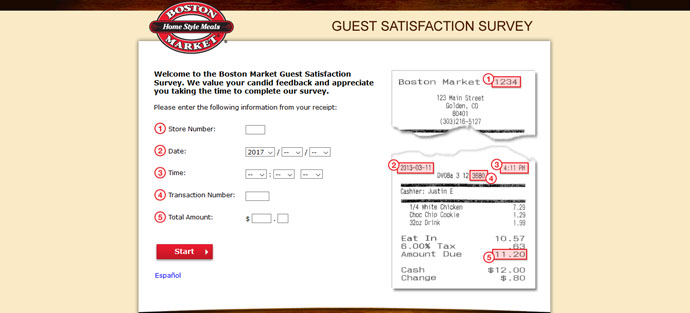 BOSTON
Home Style Meals
MARKET
GUEST SATISFACTION SURVEY
Welcome to the Boston Market Guest Satisfaction
Survey. We value your candid feedback and appreciate
you taking the time to complete our survey.
Please enter the following information from your receipt:
1 Store Number:
2 Date: 2017 / -- / --
3 Time: -- : -- --
4 Transaction Number:
5 Total Amount: $ .
Start
Español
Boston Market 1 1234
123 Main Street
Golden, CO
80401
(303)216-5127
2 3
2013-03-11 4:11 PM
DV08a 3 12 3880 4
Cashier: Justin E
1/4 White Chicken 7.29
Choc Chip Cookie 1.29
32oz Drink 1.99
Eat In 10.57
6.00% Tax .63
Amount Due 5 11.20
Cash $12.00
Change $.80